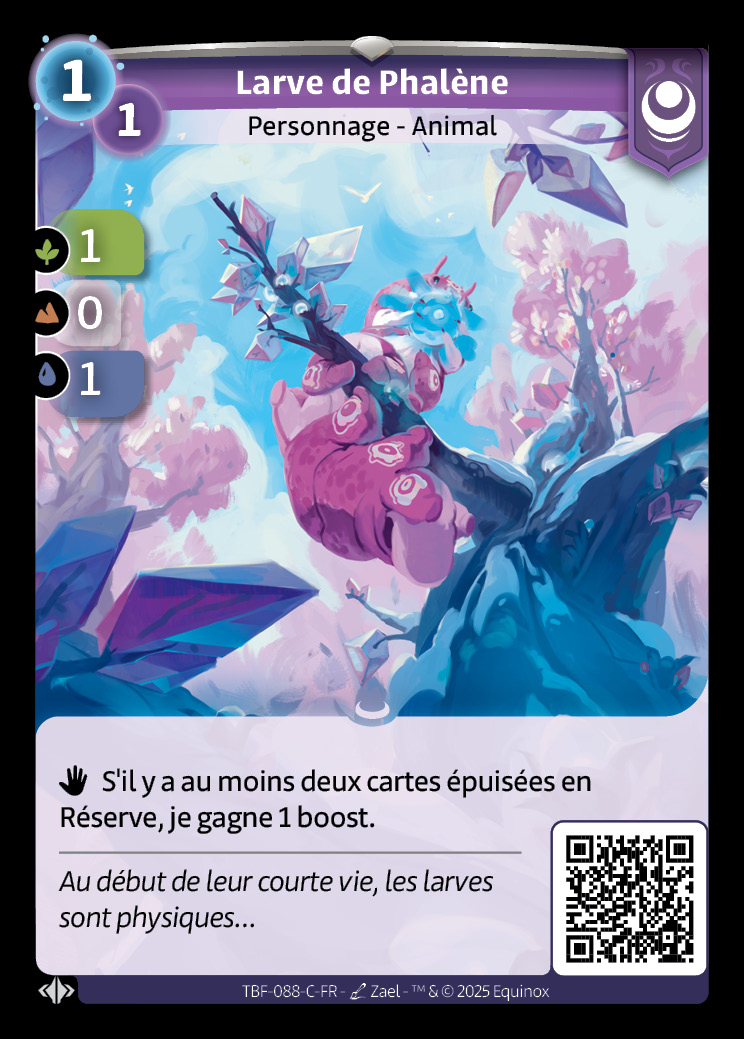 1
Larve de Phalène
1
Personnage - Animal
1
0
1
S'il y a au moins deux cartes épuisées en
Réserve, je gagne 1 boost.
Au début de leur courte vie, les larves
sont physiques...
TBF-088-C-FR - Zael - ™ & © 2025 Equinox